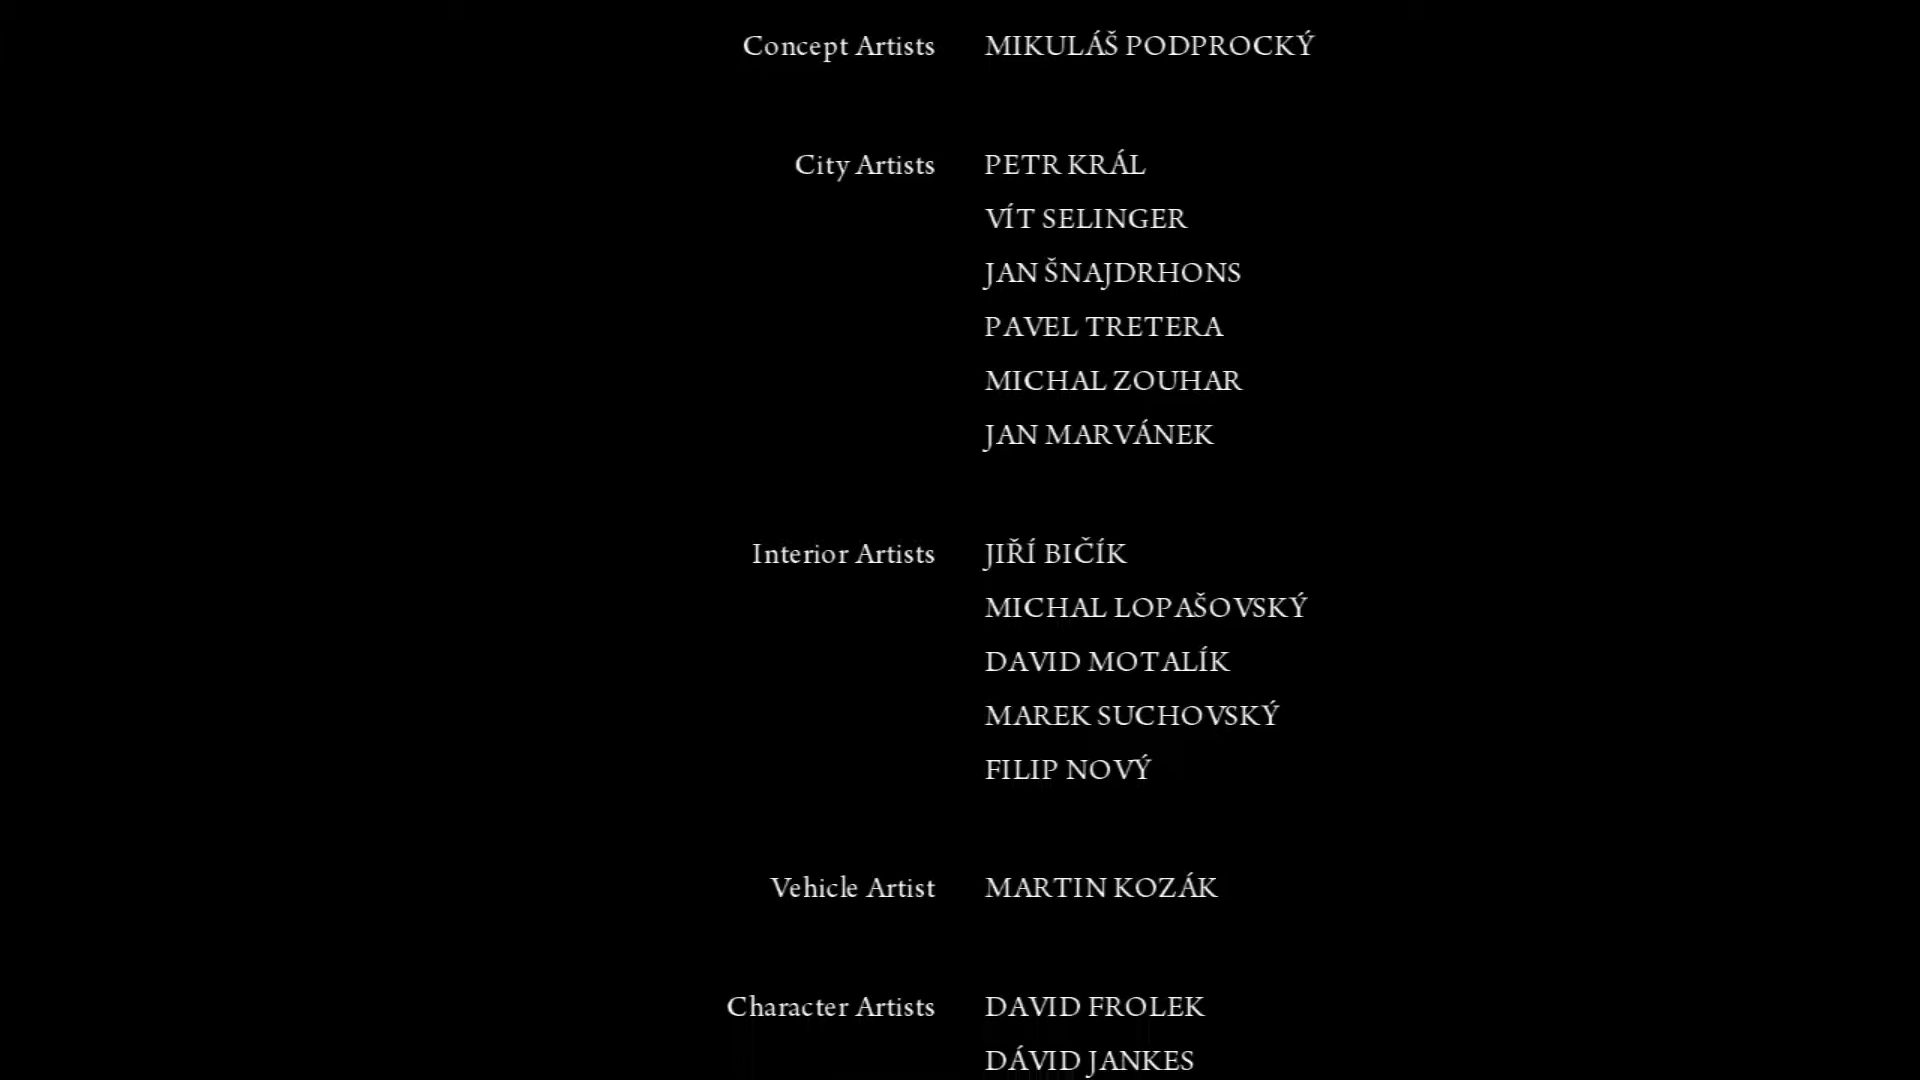 Concept Artists MIKULÁŠ PODPROCKÝ
City Artists PETR KRÁL
VÍT SELINGER
JAN ŠNAJDRHONS
PAVEL TRETERA
MICHAL ZOUHAR
JAN MARVÁNEK
Interior Artists JIŘÍ BIČÍK
MICHAL LOPAŠOVSKÝ
DAVID MOTALÍK
MAREK SUCHOVSKÝ
FILIP NOVÝ
Vehicle Artist MARTIN KOZÁK
Character Artists DAVID FROLEK
DÁVID JANKES